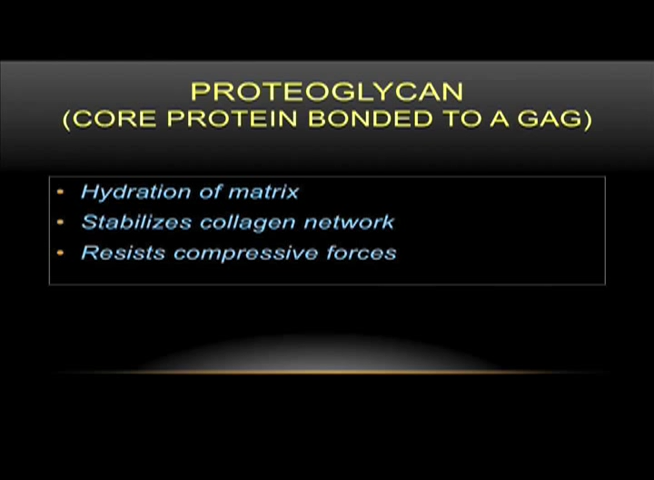 PROTEOGLYCAN
(CORE PROTEIN BONDED TO A GAG)
• Hydration of matrix
• Stabilizes collagen network
• Resists compressive forces